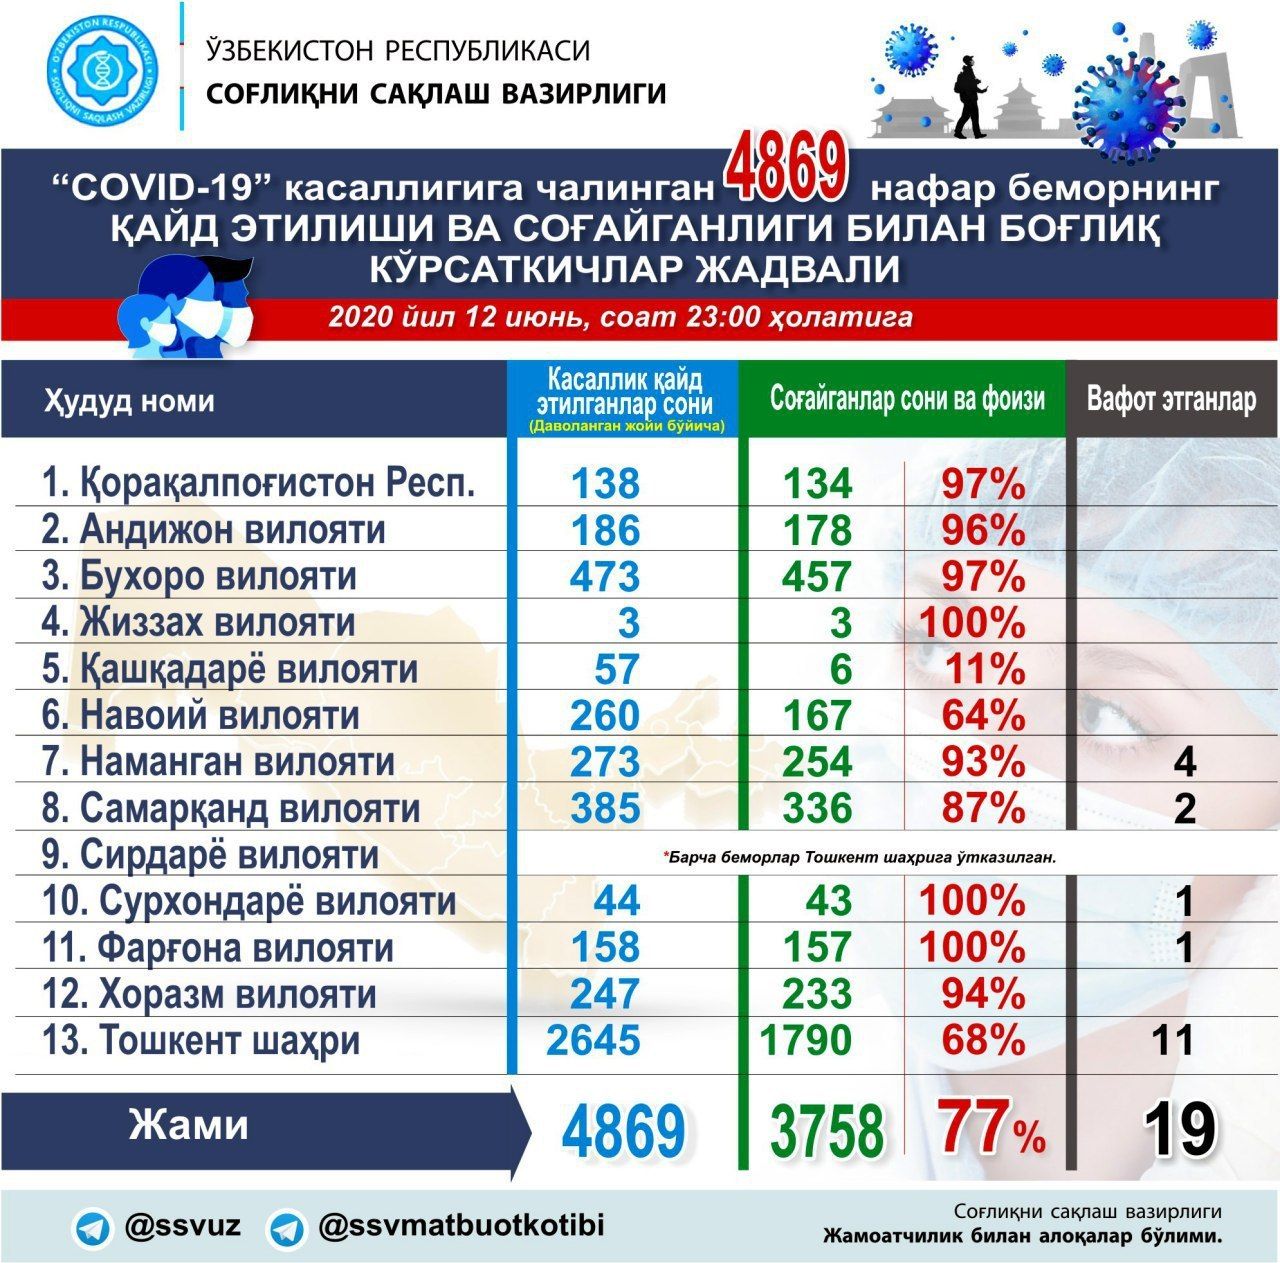 O'ZBEKISTON RESPUBLIKASI
SOG'LIQNI SAQLASH VAZIRLIGI
ЎЗБЕКИСТОН РЕСПУБЛИКАСИ
СОҒЛИҚНИ САҚЛАШ ВАЗИРЛИГИ
“COVID-19” касаллигига чалинган 4869 нафар беморнинг
ҚАЙД ЭТИЛИШИ ВА СОҒАЙГАНЛИГИ БИЛАН БОҒЛИҚ
КЎРСАТКИЧЛАР ЖАДВАЛИ
2020 йил 12 июнь, соат 23:00 ҳолатига
Ҳудуд номи
Касаллик қайд
этилганлар сони
(Даволанган жойи бўйича)
Соғайганлар сони ва фоизи
Вафот этганлар
1. Қорақалпоғистон Респ. 138 134 97%
2. Андижон вилояти 186 178 96%
3. Бухоро вилояти 473 457 97%
4. Жиззах вилояти 3 3 100%
5. Қашқадарё вилояти 57 6 11%
6. Навоий вилояти 260 167 64%
7. Наманган вилояти 273 254 93% 4
8. Самарқанд вилояти 385 336 87% 2
9. Сирдарё вилояти *Барча беморлар Тошкент шаҳрига ўтказилган.
10. Сурхондарё вилояти 44 43 100% 1
11. Фарғона вилояти 158 157 100% 1
12. Хоразм вилояти 247 233 94%
13. Тошкент шаҳри 2645 1790 68% 11
Жами 4869 3758 77% 19
@ssvuz @ssvmatbuotkotibi
Соғлиқни сақлаш вазирлиги
Жамоатчилик билан алоқалар бўлими.